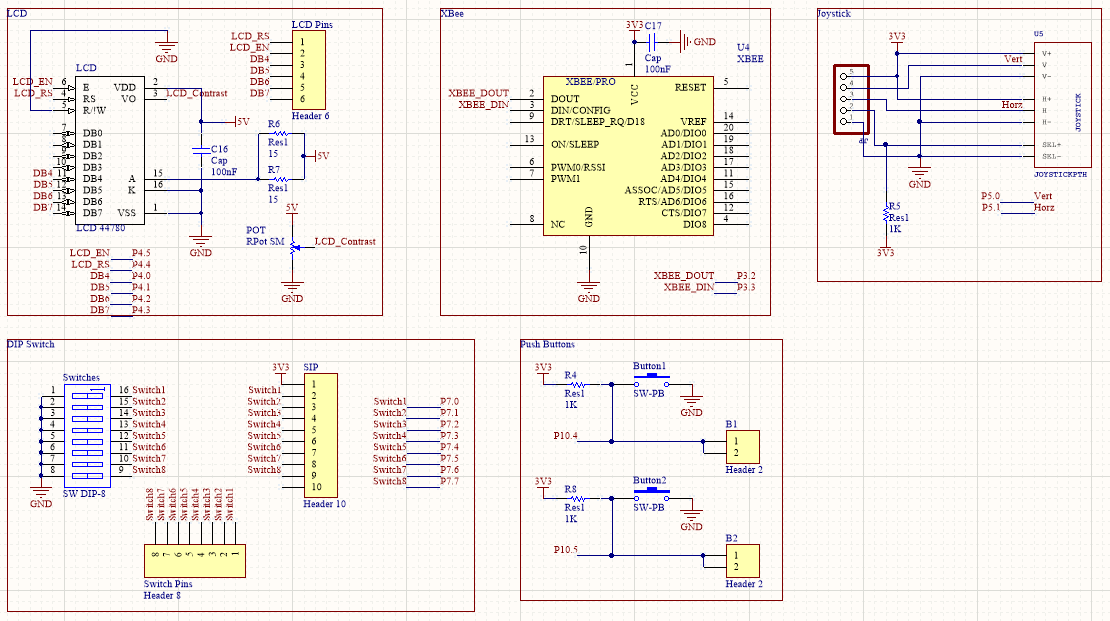 LCD
LCD Pins
LCD_RS 1
LCD_EN 2
DB4 3
DB5 4
DB6 5
DB7 6
Header 6
GND
LCD
LCD_EN 6 E VDD 2
LCD_RS 4 RS VO 3 LCD_Contrast
5 R/!W
7 DB0
DB1
DB2
10 DB3
DB4 11 DB4 A 15
DB5 12 DB5 K 16
DB6 13 DB6
DB7 14 DB7 VSS 1
LCD 44780
5V
C16
Cap
100nF
R6
Res1
15
5V
R7
Res1
15
5V
POT
RPot SM
LCD_Contrast
GND
GND
LCD_EN P4.5
LCD_RS P4.4
DB4 P4.0
DB5 P4.1
DB6 P4.2
DB7 P4.3
XBee
3V3 C17
GND
Cap
100nF
U4
XBEE
XBEE/PRO
1 VCC
RESET 5
XBEE_DOUT 2 DOUT
XBEE_DIN 3 DIN/CONFIG
9 DRT/SLEEP_RQ/D18
VREF 14
AD0/DIO0 20
13 ON/SLEEP AD1/DIO1 19
AD2/DIO2 18
6 PWM0/RSSI AD3/DIO3 17
7 PWM1 AD4/DIO4 11
ASSOC/AD5/DIO5 15
RTS/AD6/DIO6 16
CTS/DIO7 12
8 NC DIO8 4
GND
10
GND
XBEE_DOUT P3.2
XBEE_DIN P3.3
Joystick
3V3
U5
V+
Vert V
V-
H+
Horz H
H-
SEL+
SEL-
JOYSTICK
JOYSTICKPTH
5
4
3
2
1
GND
R5
Res1
1K
3V3
P5.0 Vert
P5.1 Horz
DIP Switch
Switches
1 16 Switch1
2 15 Switch2
3 14 Switch3
4 13 Switch4
5 12 Switch5
6 11 Switch6
7 10 Switch7
8 9 Switch8
SW DIP-8
GND
3V3 SIP
1
Switch1 2
Switch2 3
Switch3 4
Switch4 5
Switch5 6
Switch6 7
Switch7 8
Switch8 9
10
Header 10
Switch1 P7.0
Switch2 P7.1
Switch3 P7.2
Switch4 P7.3
Switch5 P7.4
Switch6 P7.5
Switch7 P7.6
Switch8 P7.7
Switch8 Switch7 Switch6 Switch5 Switch4 Switch3 Switch2 Switch1
8 7 6 5 4 3 2 1
Switch Pins
Header 8
Push Buttons
3V3
R4
Res1
1K
Button1
SW-PB
GND
P10.4
B1
1
2
Header 2
3V3
R8
Res1
1K
Button2
SW-PB
GND
P10.5
B2
1
2
Header 2